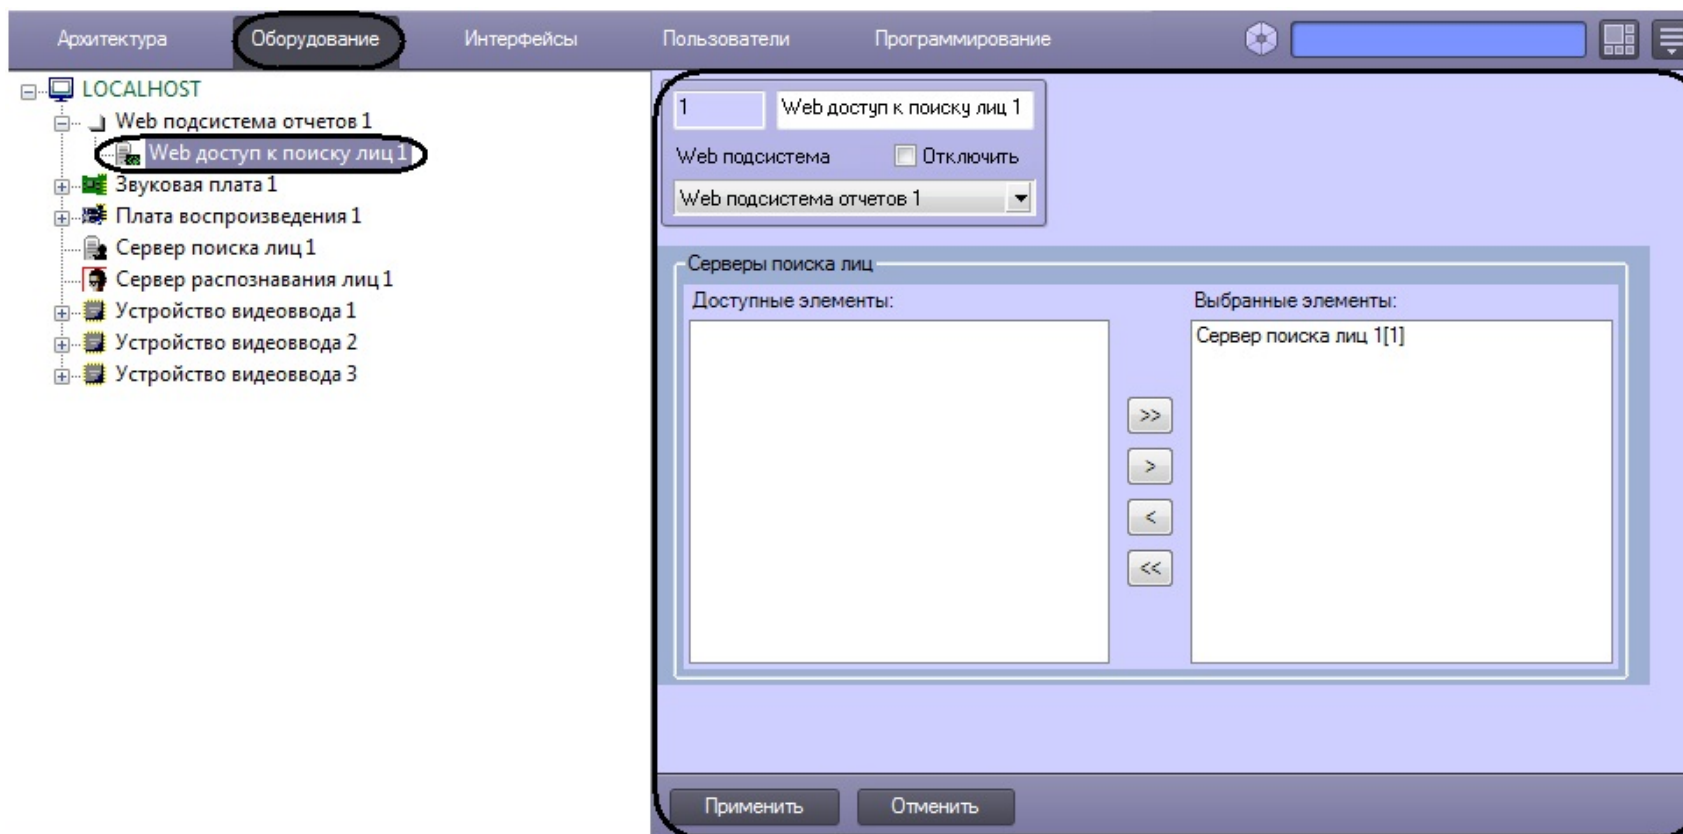 Архитектура Оборудование Интерфейсы Пользователи Программирование
LOCALHOST
Web подсистема отчетов 1
Web доступ к поиску лиц 1
Звуковая плата 1
Плата воспроизведения 1
Сервер поиска лиц 1
Сервер распознавания лиц 1
Устройство видеоввода 1
Устройство видеоввода 2
Устройство видеоввода 3
1 Web доступ к поиску лиц 1
Web подсистема Отключить
Web подсистема отчетов 1
Серверы поиска лиц
Доступные элементы: Выбранные элементы:
Сервер поиска лиц 1[1]
>>
>
<
<<
Применить Отменить